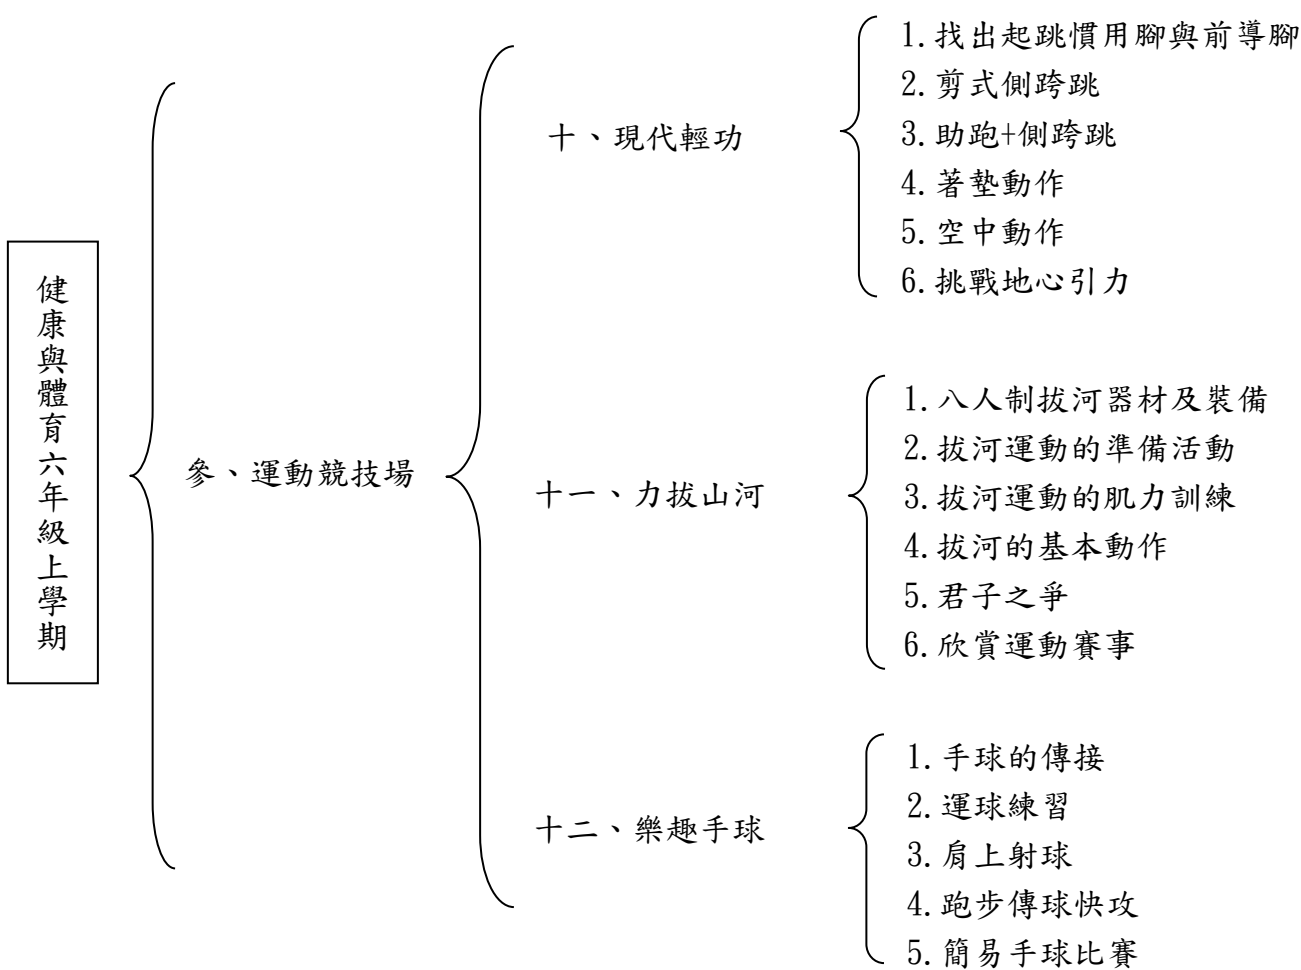 健康與體育六年級上學期
參、運動競技場
十、現代輕功
1.找出起跳慣用腳與前導腳
2.剪式側跨跳
3.助跑+側跨跳
4.著墊動作
5.空中動作
6.挑戰地心引力
十一、力拔山河
1.八人制拔河器材及裝備
2.拔河運動的準備活動
3.拔河運動的肌力訓練
4.拔河的基本動作
5.君子之爭
6.欣賞運動賽事
十二、樂趣手球
1.手球的傳接
2.運球練習
3.肩上射球
4.跑步傳球快攻
5.簡易手球比賽